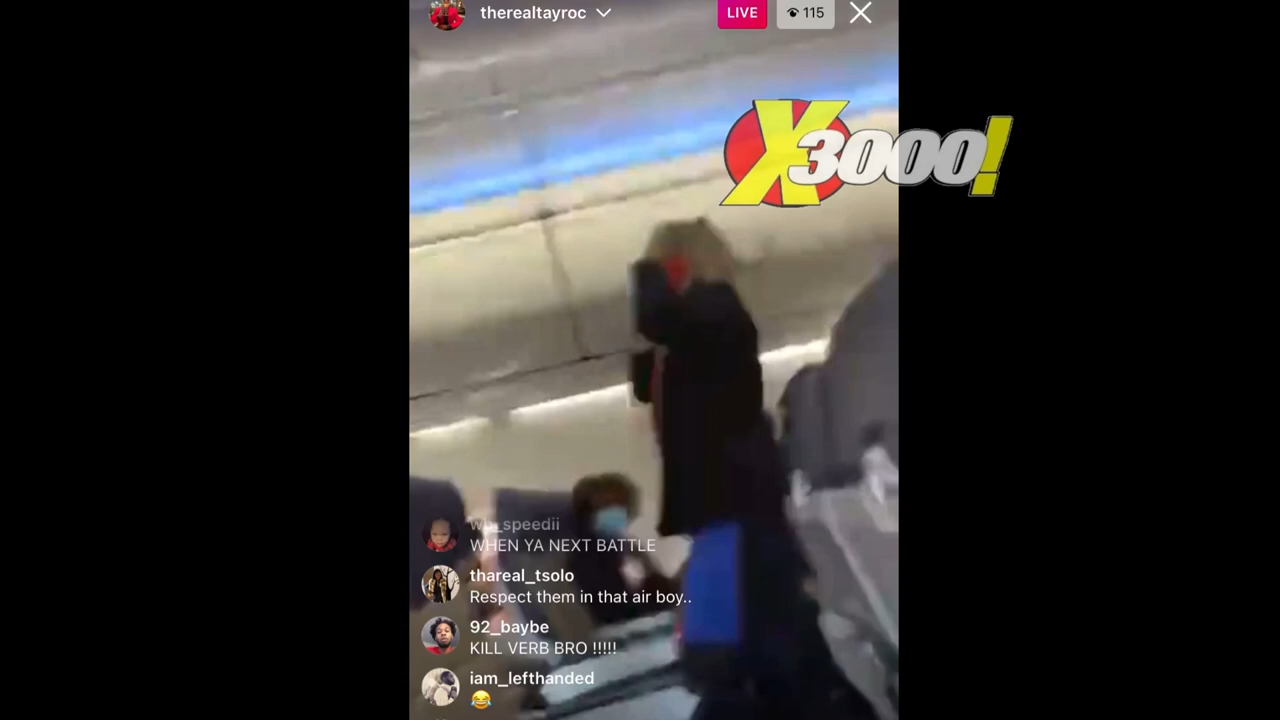 therealtayroc
LIVE
115
X3000!
_speedii
WHEN YA NEXT BATTLE
thareal_tsolo
Respect them in that air boy..
92_baybe
KILL VERB BRO !!!!!
iam_lefthanded
😂